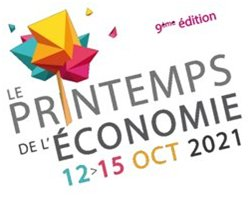 9ème édition
LE
PRINTEMPS
DE L'ÉCONOMIE
12>15 OCT 2021